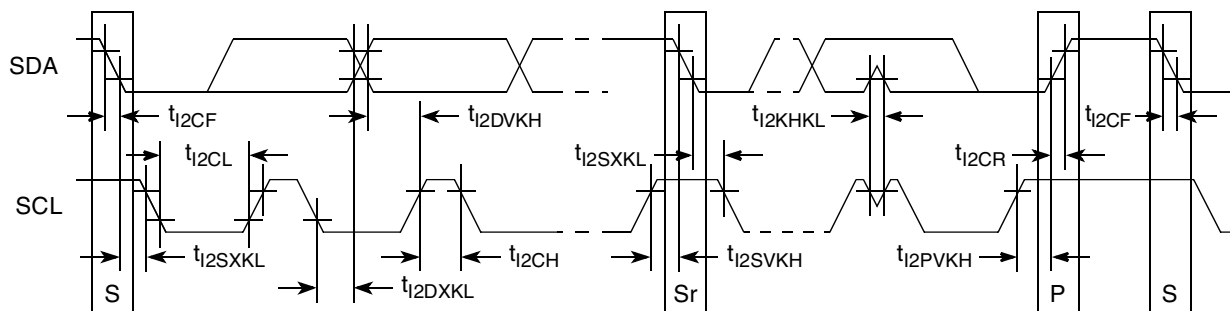 SDA
tI2CF
tI2DVKH
tI2KHKL
tI2CF
tI2CL
tI2SXKL
tI2CR
SCL
tI2SXKL
tI2CH
tI2SVKH
tI2PVKH
tI2DXKL
S
Sr
P
S